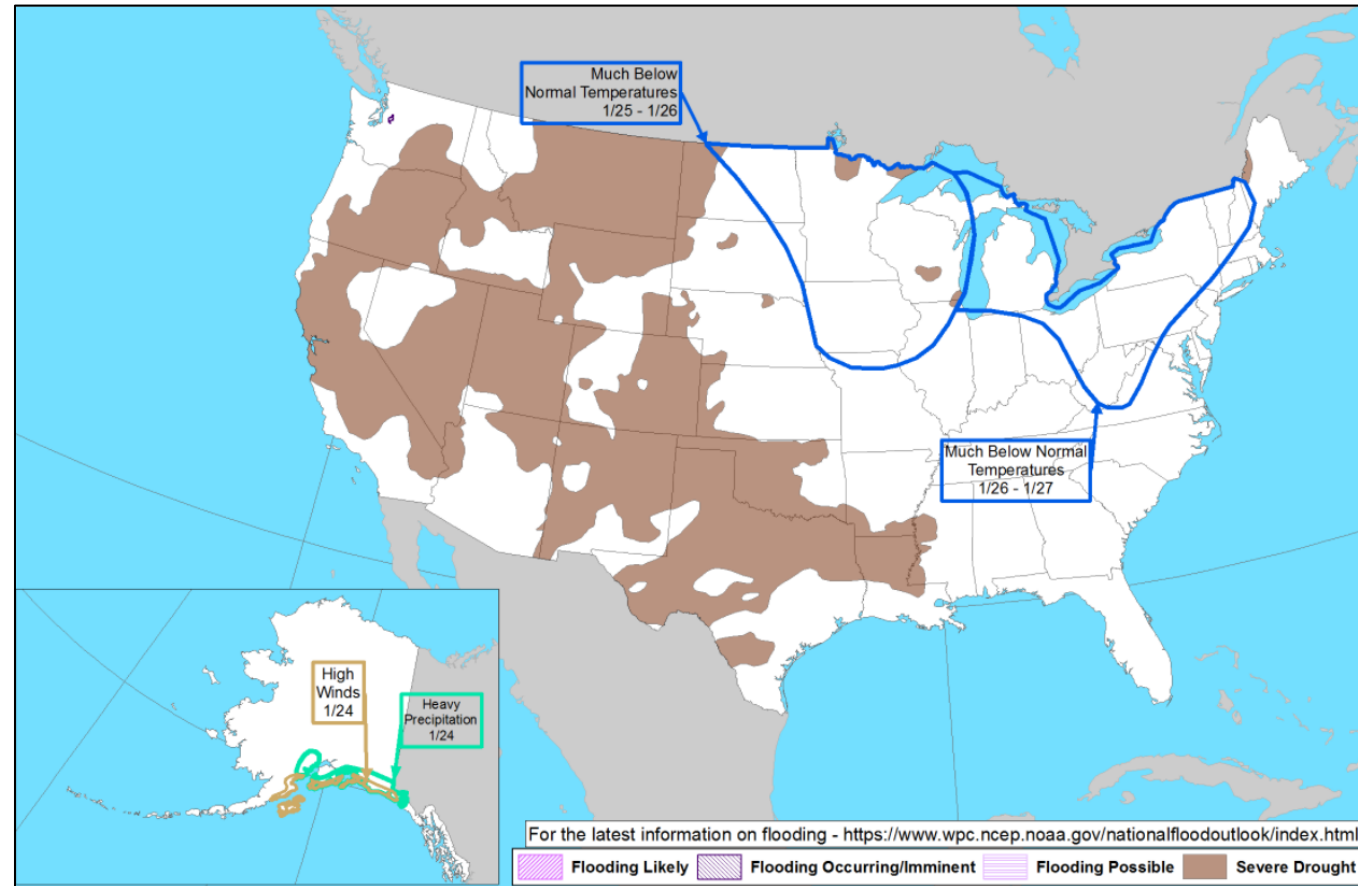 Much Below
Normal Temperatures
1/25 - 1/26
Much Below Normal
Temperatures
1/26 - 1/27
High
Winds
1/24
Heavy
Precipitation
1/24
For the latest information on flooding - https://www.wpc.ncep.noaa.gov/nationalfloodoutlook/index.html
Flooding Likely Flooding Occurring/Imminent Flooding Possible Severe Drought